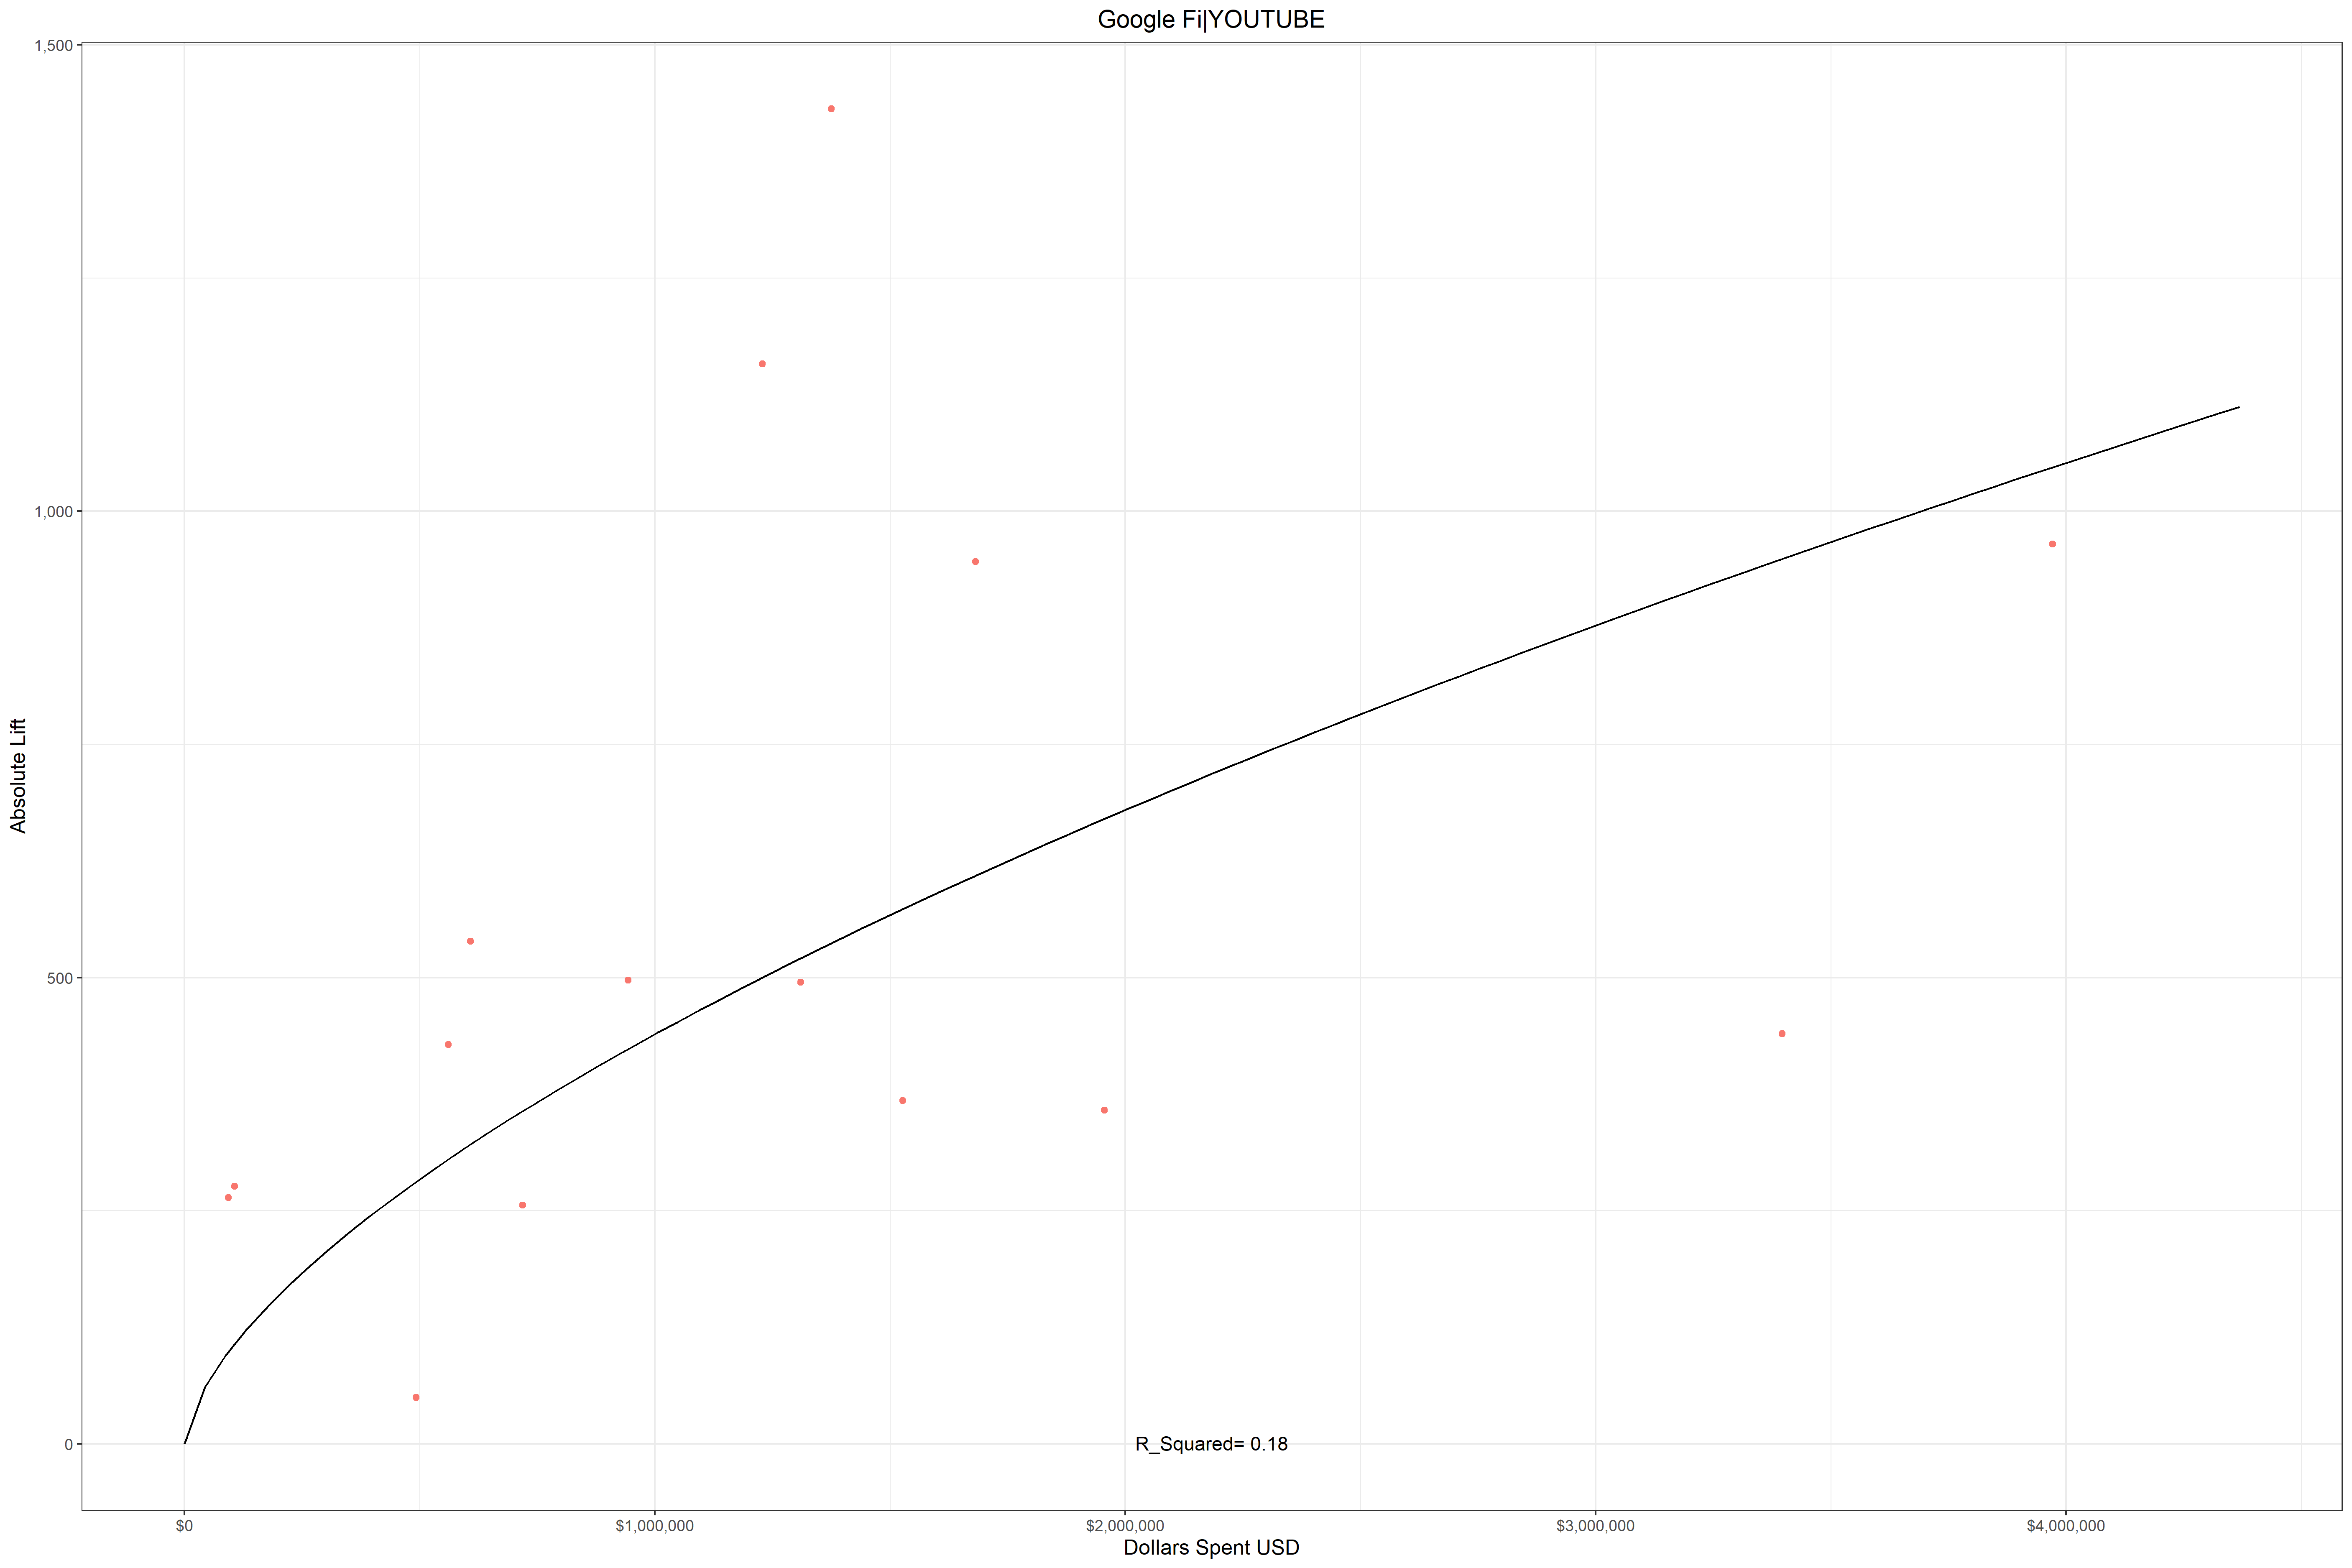 Google Fi|YOUTUBE
1,500
1,000
500
0
Absolute Lift
R_Squared= 0.18
$0 $1,000,000 $2,000,000 $3,000,000 $4,000,000
Dollars Spent USD